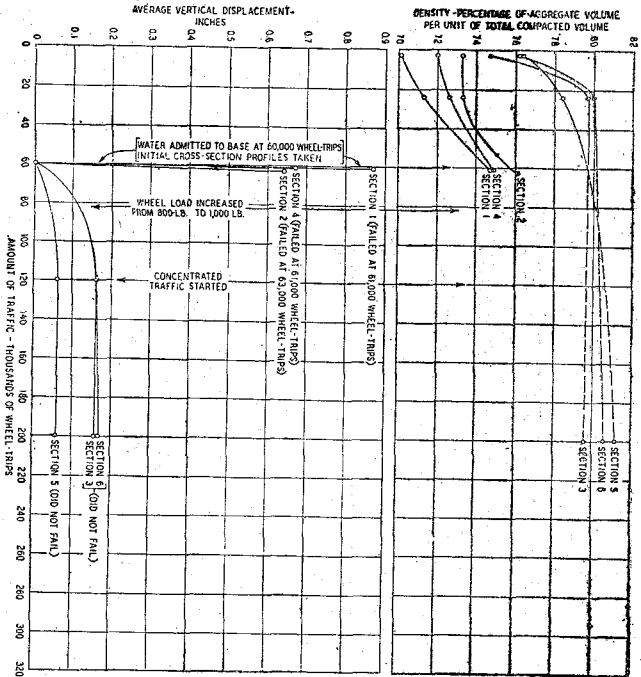 AVERAGE VERTICAL DISPLACEMENT-
INCHES
0 0.1 0.2 0.3 0.4 0.5 0.6 0.7 0.8 0.9
DENSITY - PERCENTAGE OF AGGREGATE VOLUME
PER UNIT OF TOTAL COMPACTED VOLUME
70 72 74 76 78 80 82
WATER ADMITTED TO BASE AT 60,000 WHEEL-TRIPS
INITIAL CROSS-SECTION PROFILES TAKEN
WHEEL LOAD INCREASED
FROM 800-LB. TO 1,000 LB.
CONCENTRATED
TRAFFIC STARTED
SECTION 1 (FAILED AT 61,000 WHEEL-TRIPS)
SECTION 4 (FAILED AT 61,000 WHEEL-TRIPS)
SECTION 2 (FAILED AT 63,000 WHEEL-TRIPS)
SECTION 2
SECTION 4
SECTION 1
SECTION 5
SECTION 6
SECTION 3
SECTION 6
SECTION 3
(DID NOT FAIL)
SECTION 5 (DID NOT FAIL)
0 20 40 60 80 100 120 140 160 180 200 220 240 260 280 300 320
AMOUNT OF TRAFFIC - THOUSANDS OF WHEEL-TRIPS